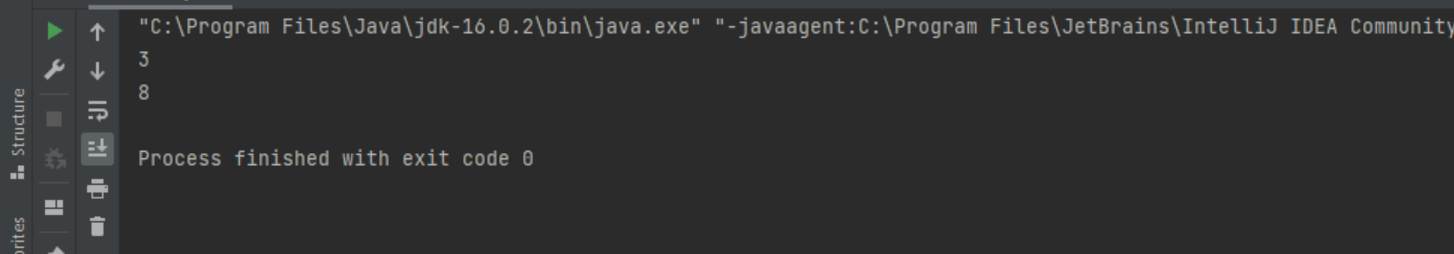 "C:\Program Files\Java\jdk-16.0.2\bin\java.exe" "-javaagent:C:\Program Files\JetBrains\IntelliJ IDEA Community
3
8
Process finished with exit code 0
Structure